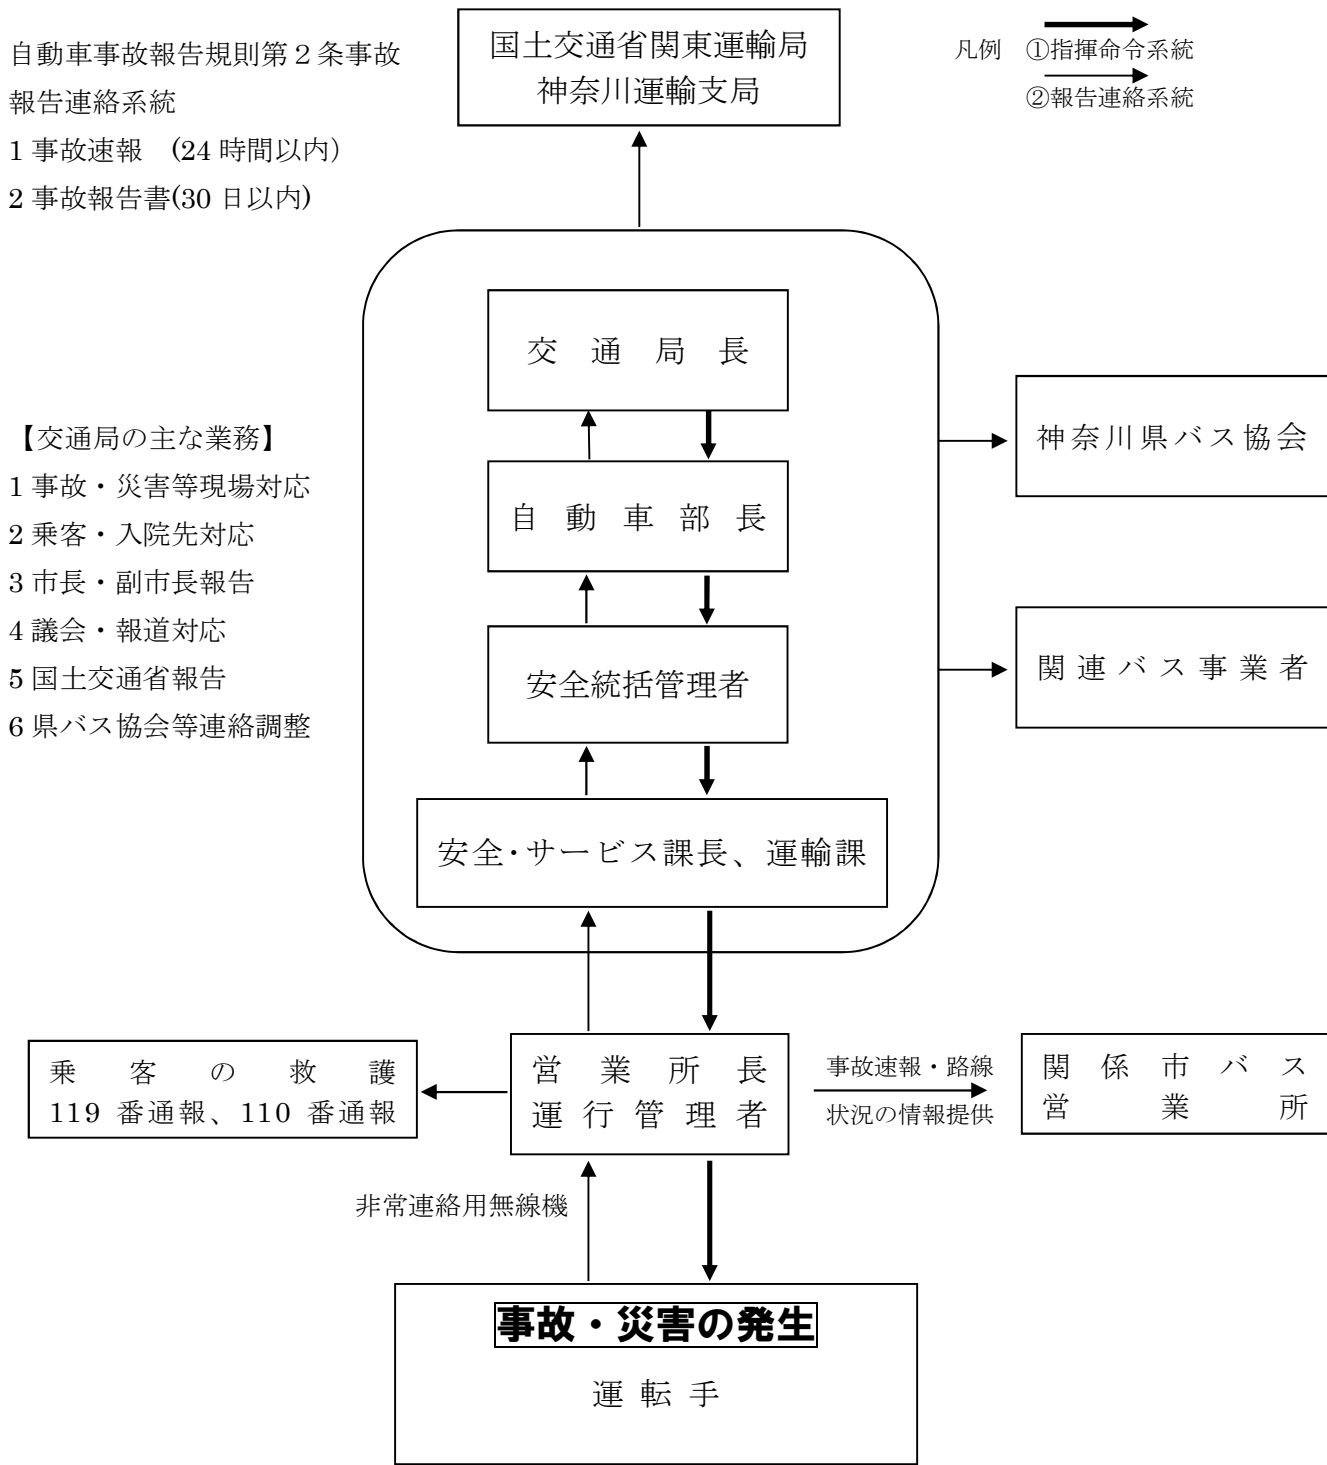 自動車事故報告規則第２条事故
報告連絡系統
1 事故速報　(24 時間以内）
2 事故報告書(30 日以内)
国土交通省関東運輸局
神奈川運輸支局
凡例　①指揮命令系統
②報告連絡系統
交通局長
自動車部長
安全統括管理者
安全・サービス課長、運輸課
【交通局の主な業務】
1 事故・災害等現場対応
2 乗客・入院先対応
3 市長・副市長報告
4 議会・報道対応
5 国土交通省報告
6 県バス協会等連絡調整
神奈川県バス協会
関連バス事業者
乗客の救護
119 番通報、110 番通報
営業所長
運行管理者
事故速報・路線
状況の情報提供
関係市バス
営業所
非常連絡用無線機
事故・災害の発生
運転手